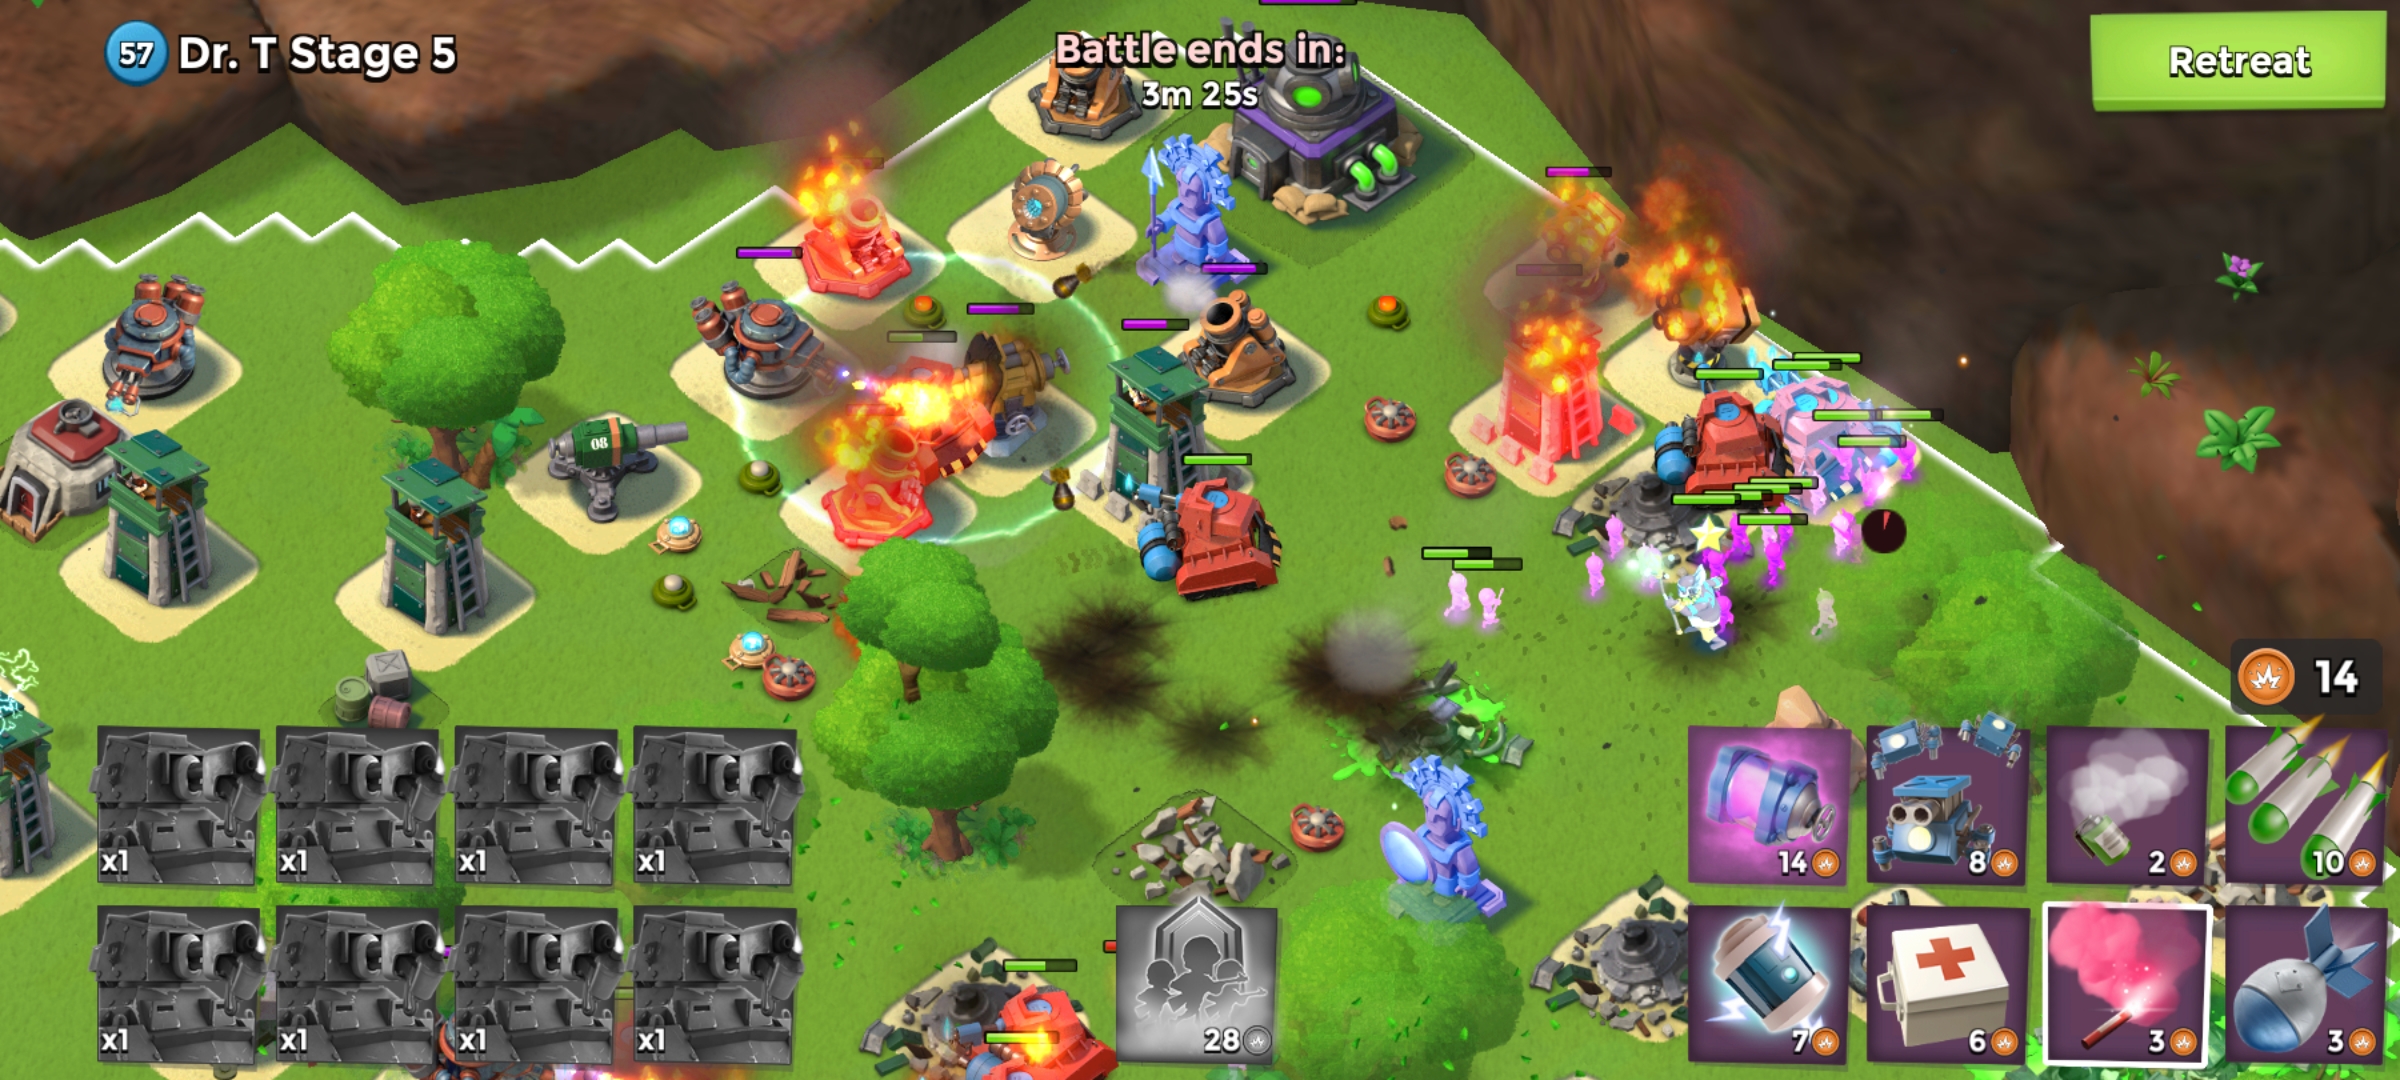 57 Dr. T Stage 5
Battle ends in:
3m 25s
Retreat
08
14
x1 x1 x1 x1
14 8 2 10
x1 x1 x1 x1
28
7 6 3 3